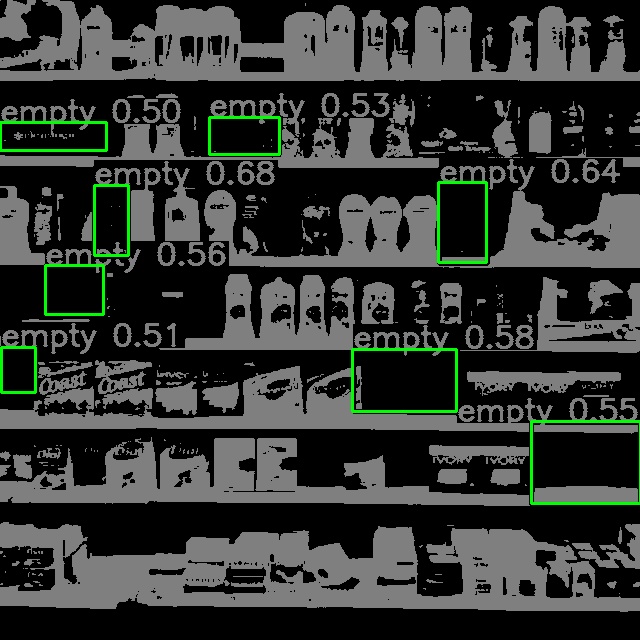 empty 0.50
empty 0.53
empty 0.68
empty 0.64
empty 0.56
empty 0.51
empty 0.58
Coast Coast
IVORY IVORY
empty 0.55
IVORY IVORY